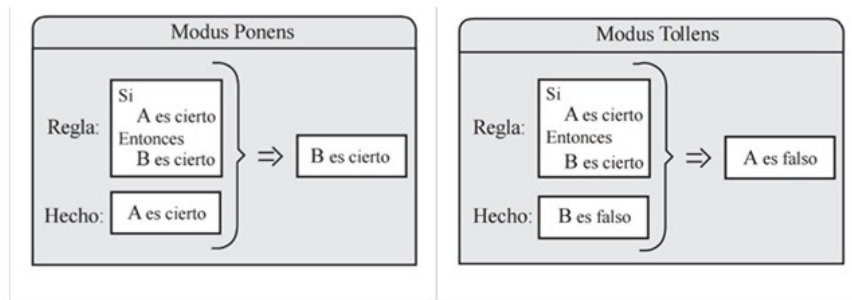 Modus Ponens
Regla:
Si
A es cierto
Entonces
B es cierto
Hecho:
A es cierto
⇒
B es cierto
Modus Tollens
Regla:
Si
A es cierto
Entonces
B es cierto
Hecho:
B es falso
⇒
A es falso